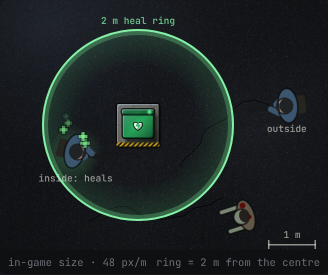 2 m heal ring
outside
inside: heals
1 m
in-game size · 48 px/m ring = 2 m from the centre